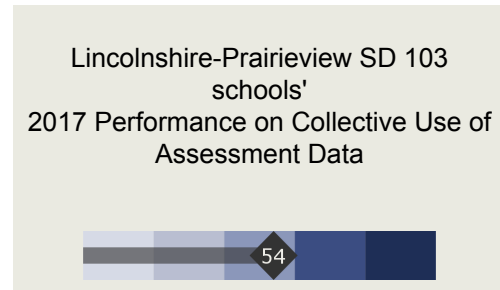 Lincolnshire-Prairieview SD 103
schools'
2017 Performance on Collective Use of
Assessment Data
54